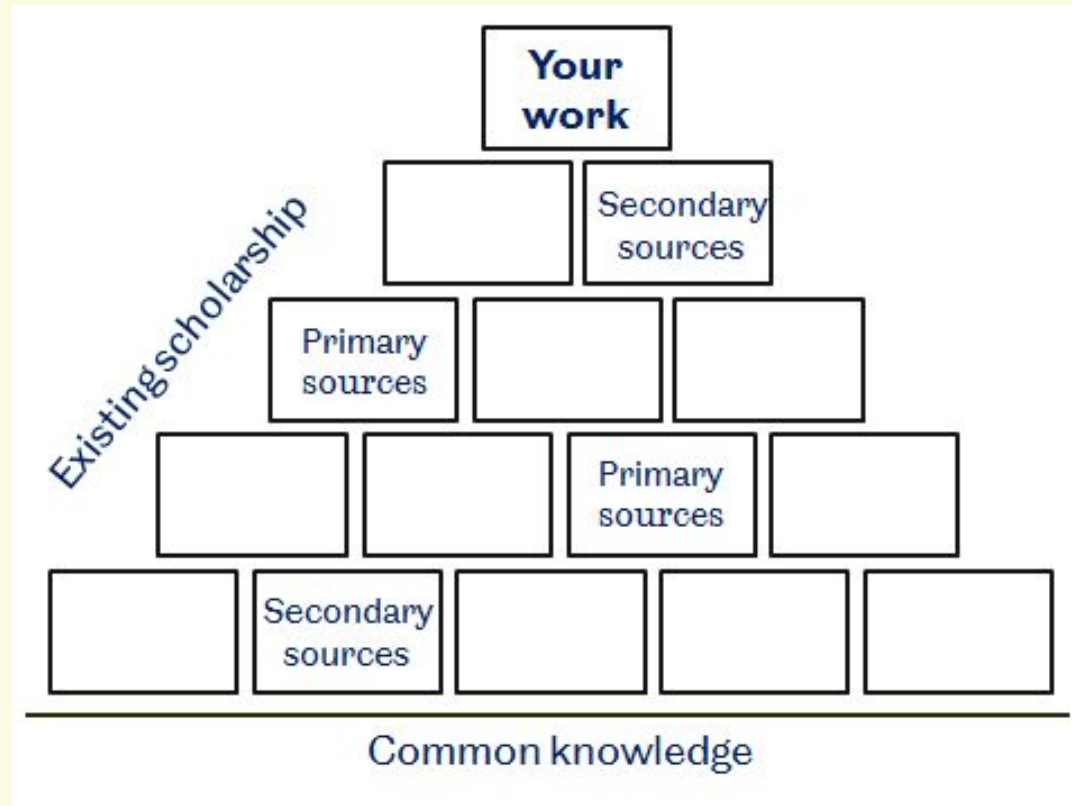 Your
work
Secondary
sources
Existing scholarship
Primary
sources
Primary
sources
Secondary
sources
Common knowledge